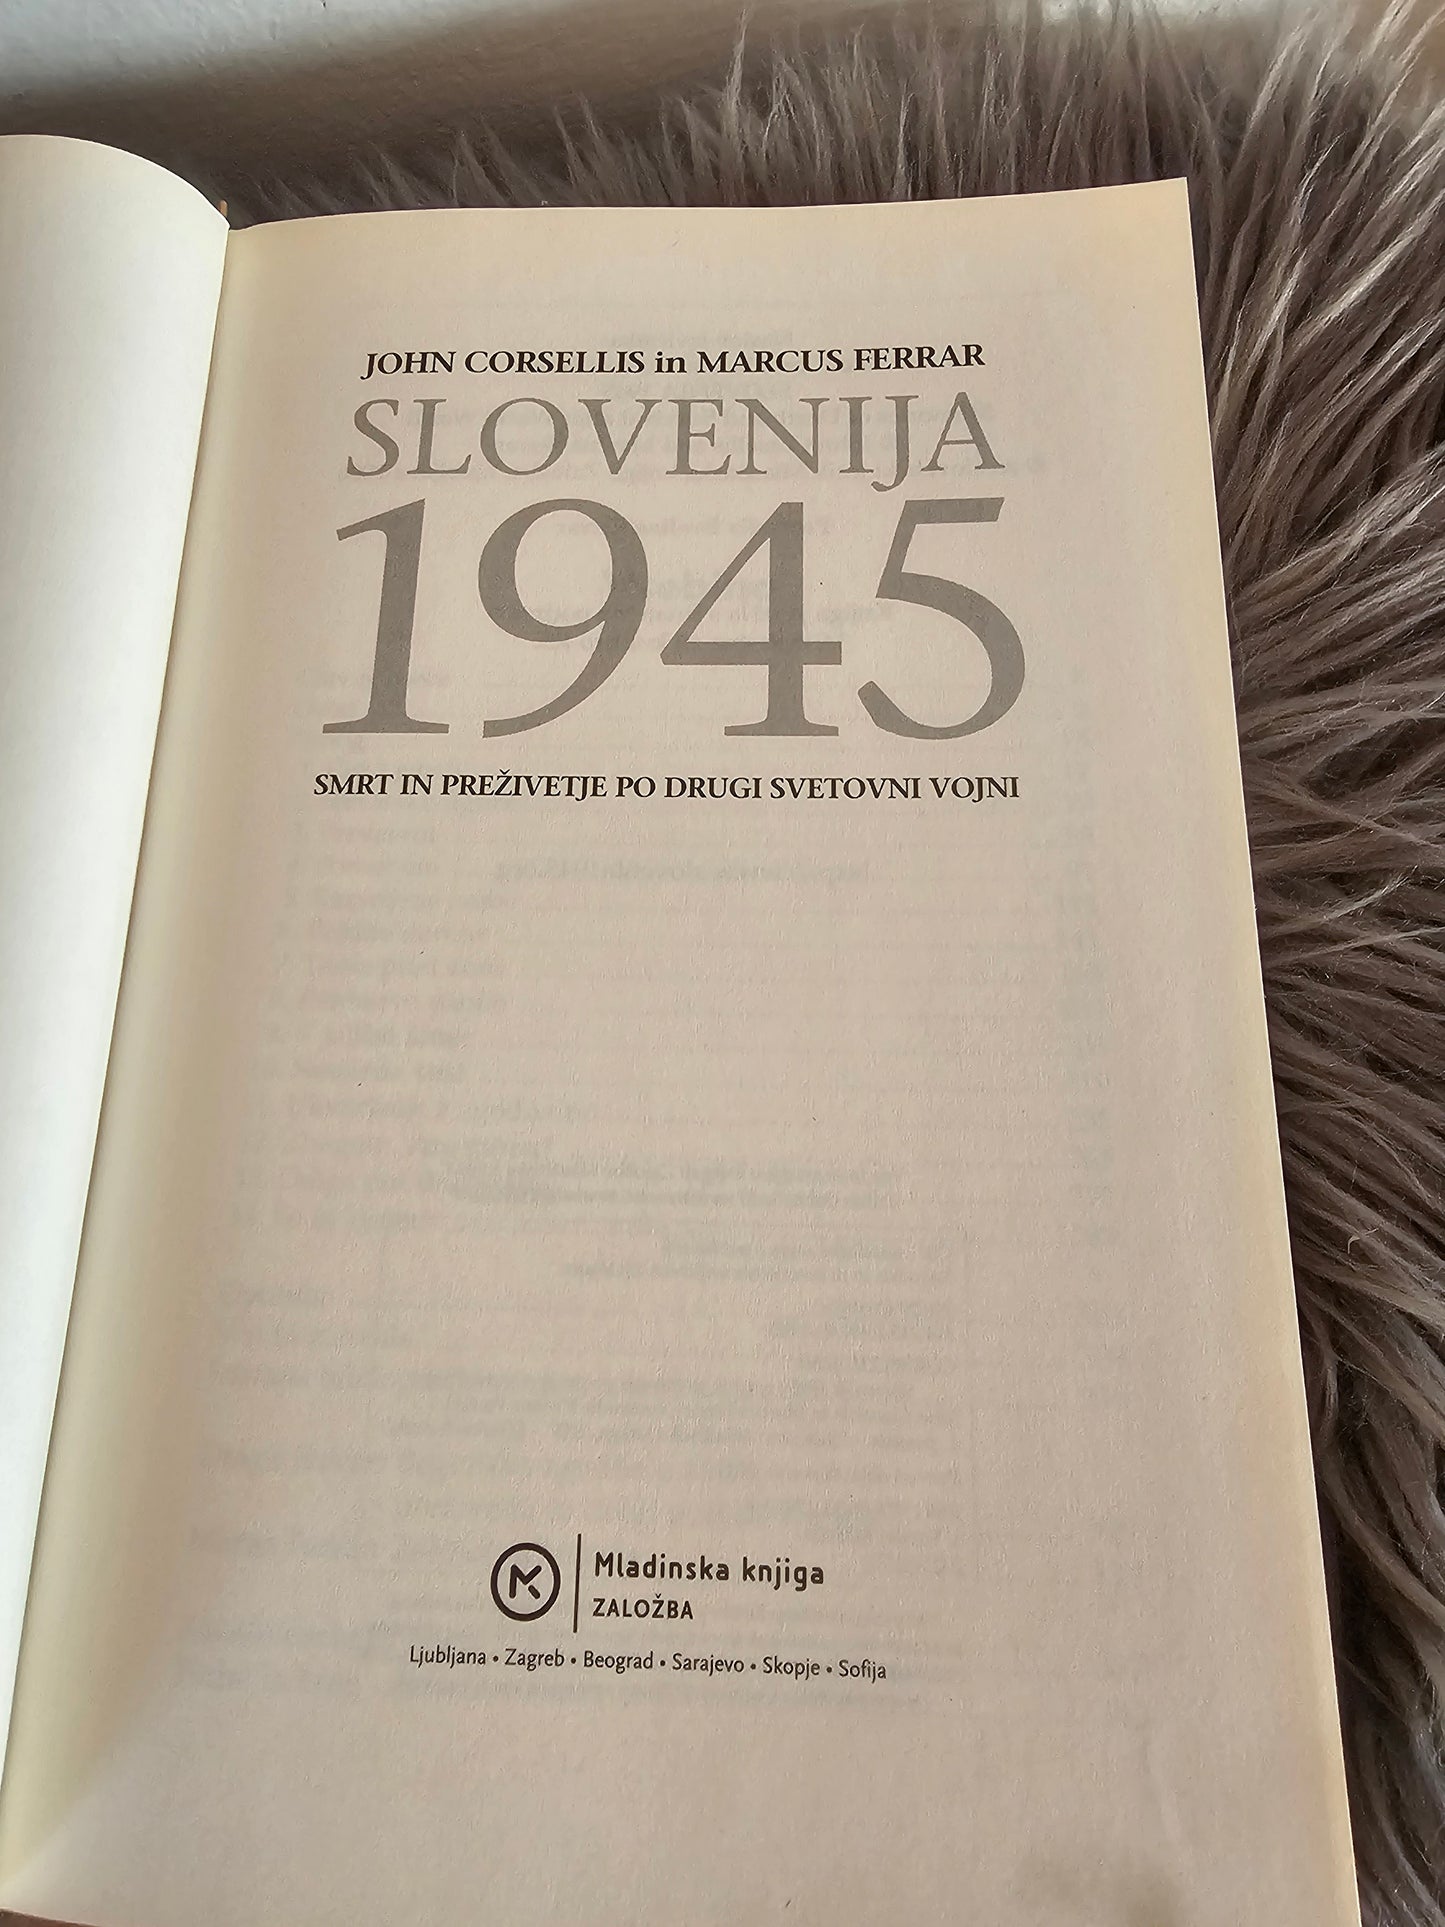 JOHN CORSELLIS in MARCUS FERRAR
SLOVENIJA
1945
SMRT IN PREŽIVETJE PO DRUGI SVETOVNI VOJNI
Mladinska knjiga
ZALOŽBA
Ljubljana • Zagreb • Beograd • Sarajevo • Skopje • Sofija